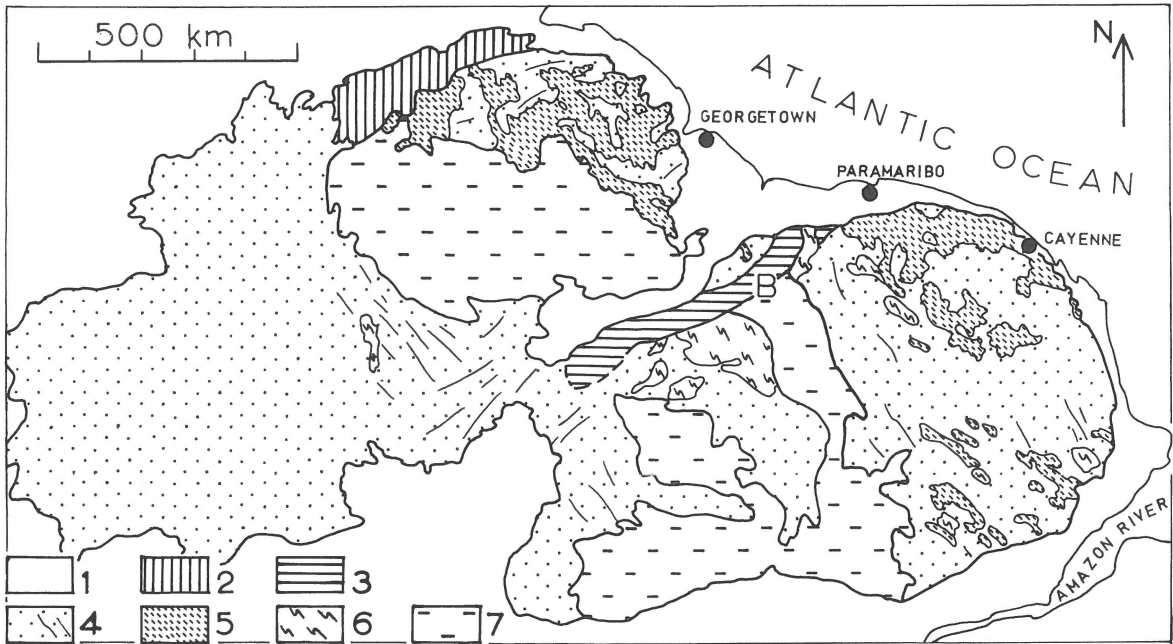 500 km
N
ATLANTIC OCEAN
GEORGETOWN
PARAMARIBO
CAYENNE
B
AMAZON RIVER
1 2 3
4 5 6 7